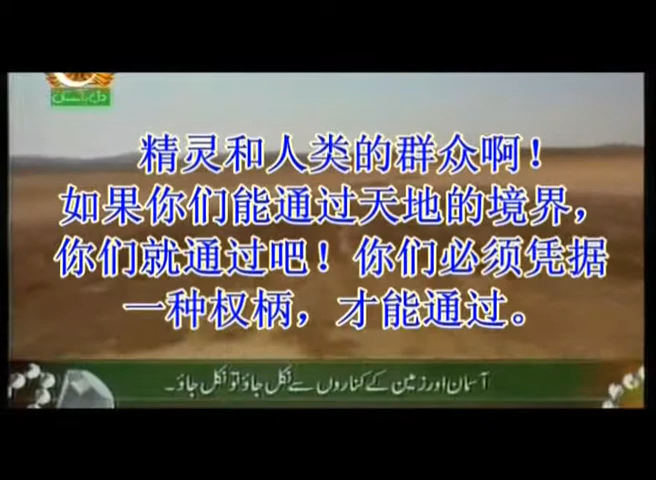 精灵和人类的群众啊！
如果你们能通过天地的境界，
你们就通过吧！你们必须凭据
一种权柄，才能通过。
آسمان اور زمین کے کناروں سے نکل جاؤ تو نکل جاؤ۔